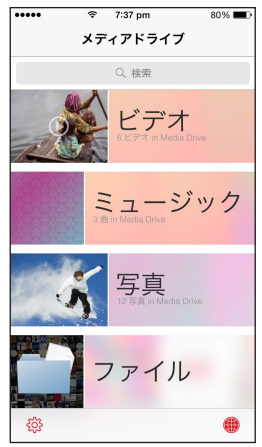 7:37 pm 80%
メディアドライブ
検索
ビデオ
8 ビデオ in Media Drive
ミュージック
3 曲 in Media Drive
写真
12 写真 in Media Drive
ファイル